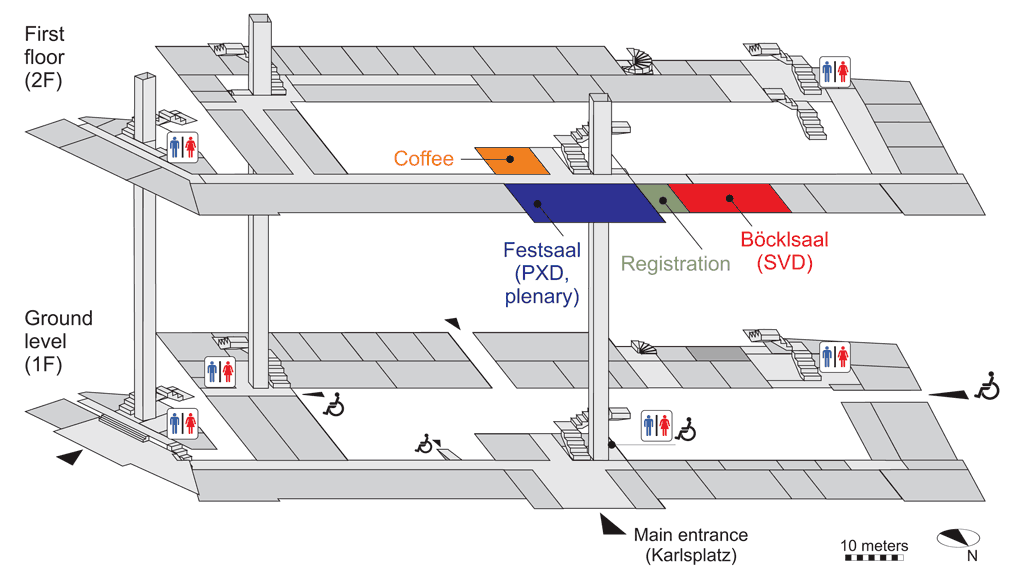 First
floor
(2F)
Coffee
Festsaal
(PXD,
plenary)
Registration
Böcklsaal
(SVD)
Ground
level
(1F)
Main entrance
(Karlsplatz)
10 meters
N